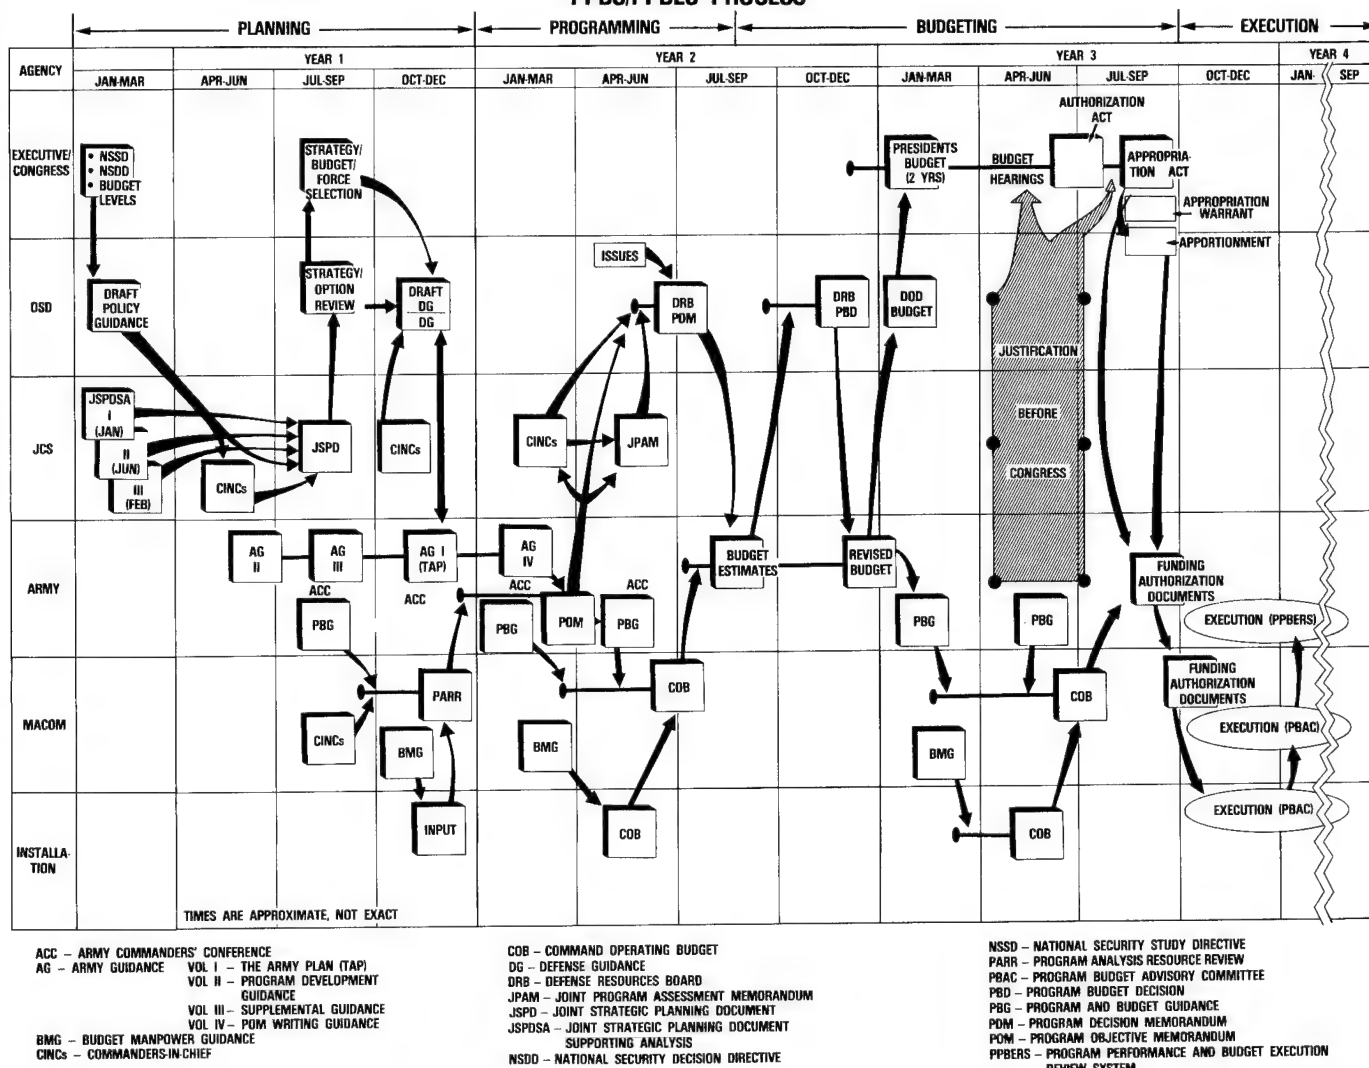 PPBS/PPBES PROCESS
PLANNING
PROGRAMMING
BUDGETING
EXECUTION
AGENCY
YEAR 1
YEAR 2
YEAR 3
YEAR 4
JAN-MAR
APR-JUN
JUL-SEP
OCT-DEC
JAN-MAR
APR-JUN
JUL-SEP
OCT-DEC
JAN-MAR
APR-JUN
JUL-SEP
OCT-DEC
JAN-
SEP
EXECUTIVE/
CONGRESS
• NSSD
• NSDD
• BUDGET
LEVELS
STRATEGY/
BUDGET/
FORCE
SELECTION
PRESIDENTS
BUDGET
(2 YRS)
BUDGET
HEARINGS
AUTHORIZATION
ACT
APPROPRIA-
TION ACT
APPROPRIATION
WARRANT
APPORTIONMENT
OSD
DRAFT
POLICY
GUIDANCE
STRATEGY/
OPTION
REVIEW
DRAFT
DG
DG
ISSUES
DRB
PDM
DRB
PBD
DOD
BUDGET
JUSTIFICATION
BEFORE
CONGRESS
JCS
JSPDSA
I
(JAN)
II
(JUN)
III
(FEB)
CINCs
JSPD
CINCs
CINCs
JPAM
ARMY
AG
II
AG
III
AG I
(TAP)
AG
IV
BUDGET
ESTIMATES
REVISED
BUDGET
FUNDING
AUTHORIZATION
DOCUMENTS
ACC
ACC
ACC
ACC
PBG
PBG
POM
PBG
PBG
PBG
EXECUTION (PPBERS)
MACOM
PARR
CINCs
BMG
COB
BMG
COB
BMG
FUNDING
AUTHORIZATION
DOCUMENTS
EXECUTION (PBAC)
INSTALLA-
TION
INPUT
COB
COB
EXECUTION (PBAC)
TIMES ARE APPROXIMATE, NOT EXACT
ACC – ARMY COMMANDERS' CONFERENCE
AG – ARMY GUIDANCE VOL I – THE ARMY PLAN (TAP)
VOL II – PROGRAM DEVELOPMENT
GUIDANCE
VOL III – SUPPLEMENTAL GUIDANCE
VOL IV – POM WRITING GUIDANCE
BMG – BUDGET MANPOWER GUIDANCE
CINCs – COMMANDERS-IN-CHIEF
COB – COMMAND OPERATING BUDGET
DG – DEFENSE GUIDANCE
DRB – DEFENSE RESOURCES BOARD
JPAM – JOINT PROGRAM ASSESSMENT MEMORANDUM
JSPD – JOINT STRATEGIC PLANNING DOCUMENT
JSPDSA – JOINT STRATEGIC PLANNING DOCUMENT
SUPPORTING ANALYSIS
NSDD – NATIONAL SECURITY DECISION DIRECTIVE
NSSD – NATIONAL SECURITY STUDY DIRECTIVE
PARR – PROGRAM ANALYSIS RESOURCE REVIEW
PBAC – PROGRAM BUDGET ADVISORY COMMITTEE
PBD – PROGRAM BUDGET DECISION
PBG – PROGRAM AND BUDGET GUIDANCE
PDM – PROGRAM DECISION MEMORANDUM
POM – PROGRAM OBJECTIVE MEMORANDUM
PPBERS – PROGRAM PERFORMANCE AND BUDGET EXECUTION
REVIEW SYSTEM